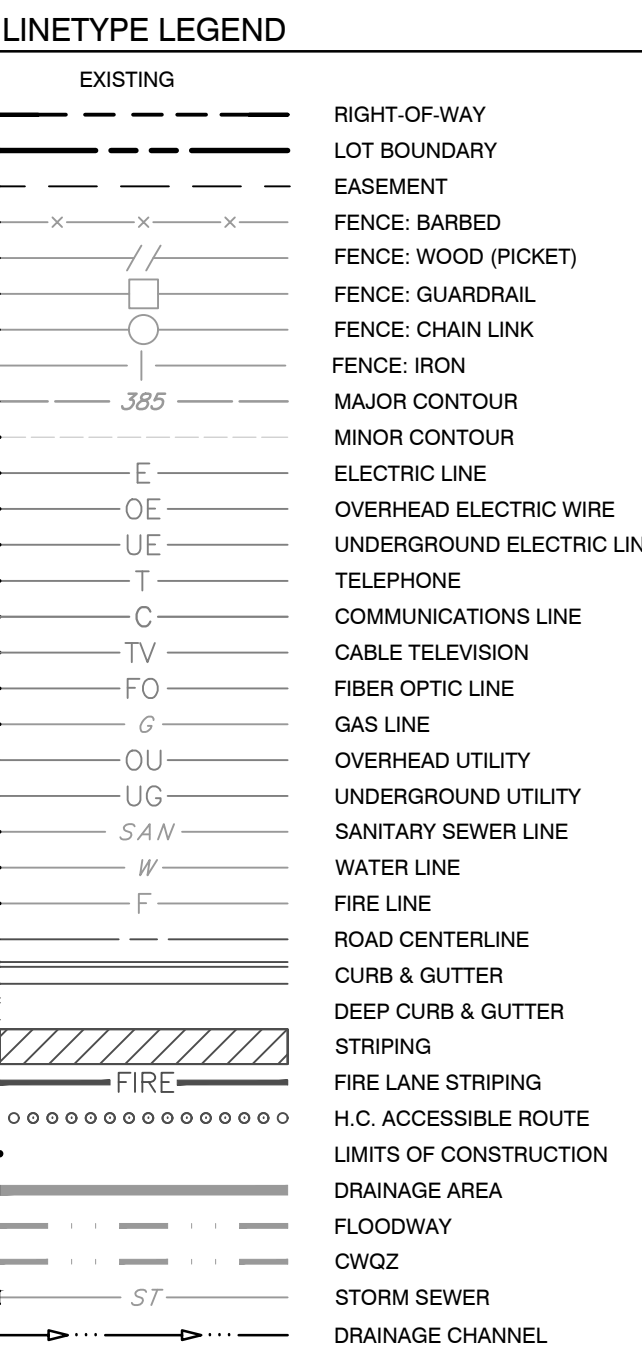 LINETYPE LEGEND
EXISTING
RIGHT-OF-WAY
LOT BOUNDARY
EASEMENT
FENCE: BARBED
FENCE: WOOD (PICKET)
FENCE: GUARDRAIL
FENCE: CHAIN LINK
FENCE: IRON
385 MAJOR CONTOUR
MINOR CONTOUR
E ELECTRIC LINE
OE OVERHEAD ELECTRIC WIRE
UE UNDERGROUND ELECTRIC LIN
T TELEPHONE
C COMMUNICATIONS LINE
TV CABLE TELEVISION
FO FIBER OPTIC LINE
G GAS LINE
OU OVERHEAD UTILITY
UG UNDERGROUND UTILITY
SAN SANITARY SEWER LINE
W WATER LINE
F FIRE LINE
ROAD CENTERLINE
CURB & GUTTER
DEEP CURB & GUTTER
STRIPING
FIRE FIRE LANE STRIPING
H.C. ACCESSIBLE ROUTE
LIMITS OF CONSTRUCTION
DRAINAGE AREA
FLOODWAY
CWQZ
ST STORM SEWER
DRAINAGE CHANNEL